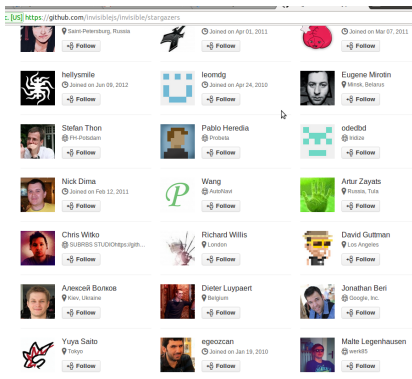 [US] https://github.com/invisiblejs/invisible/stargazers
Saint-Petersburg, Russia
Follow
Joined on Apr 01, 2011
Follow
Joined on Mar 07, 2011
Follow
hellysmile
Joined on Jun 09, 2012
Follow
leomdg
Joined on Apr 24, 2010
Follow
Eugene Mirotin
Minsk, Belarus
Follow
Stefan Thon
FH-Potsdam
Follow
Pablo Heredia
Probeta
Follow
odedbd
Iridize
Follow
Nick Dima
Joined on Feb 12, 2011
Follow
Wang
AutoNavi
Follow
Artur Zayats
Russia, Tula
Follow
Chris Witko
SUBRBS STUDIOhttps://gith...
Follow
Richard Willis
London
Follow
David Guttman
Los Angeles
Follow
Алексей Волков
Kiev, Ukraine
Follow
Dieter Luypaert
Belgium
Follow
Jonathan Beri
Google, Inc.
Follow
Yuya Saito
Tokyo
Follow
egeozcan
Joined on Jan 19, 2010
Follow
Malte Legenhausen
werkii5
Follow